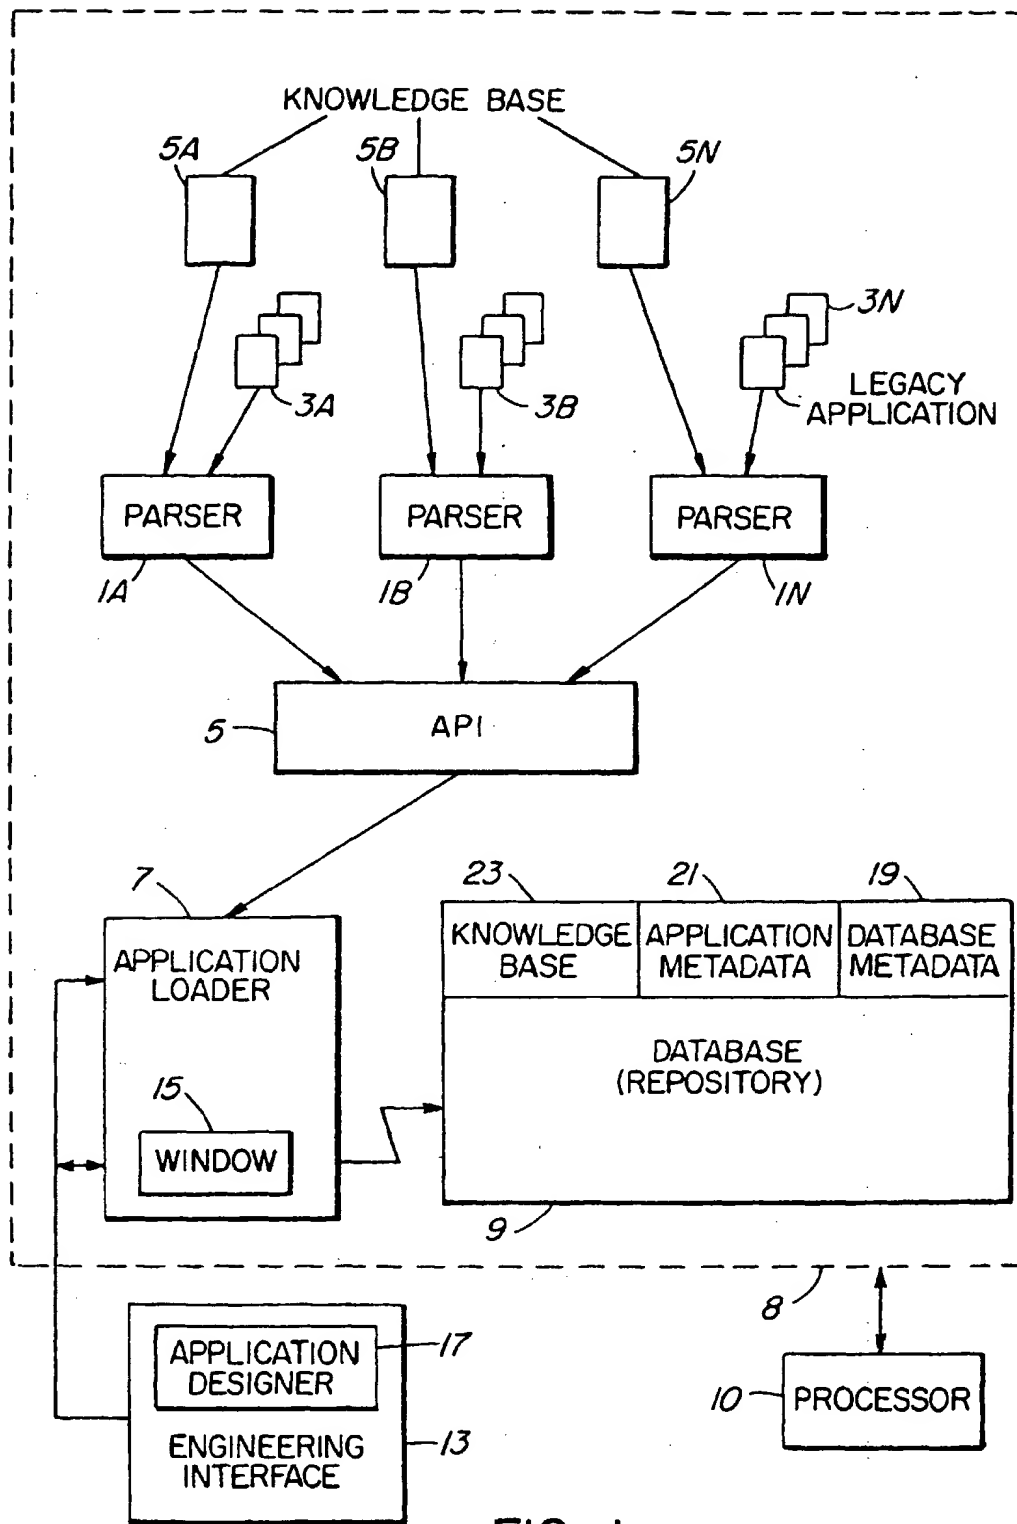 KNOWLEDGE BASE
5A
5B
5N
3A
3B
3N
LEGACY
APPLICATION
PARSER
PARSER
PARSER
1A
1B
1N
5
API
7
23
21
19
APPLICATION
LOADER
KNOWLEDGE
BASE
APPLICATION
METADATA
DATABASE
METADATA
DATABASE
(REPOSITORY)
15
WINDOW
9
8
APPLICATION
DESIGNER
17
ENGINEERING
INTERFACE
13
10
PROCESSOR